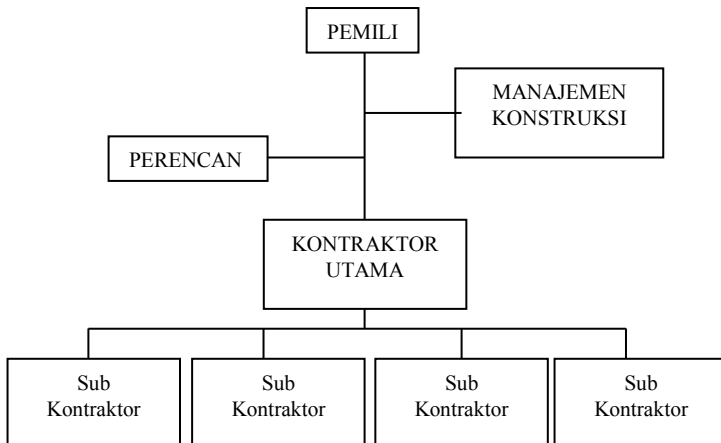 PEMILI
MANAJEMEN
KONSTRUKSI
PERENCAN
KONTRAKTOR
UTAMA
Sub
Kontraktor
Sub
Kontraktor
Sub
Kontraktor
Sub
Kontraktor